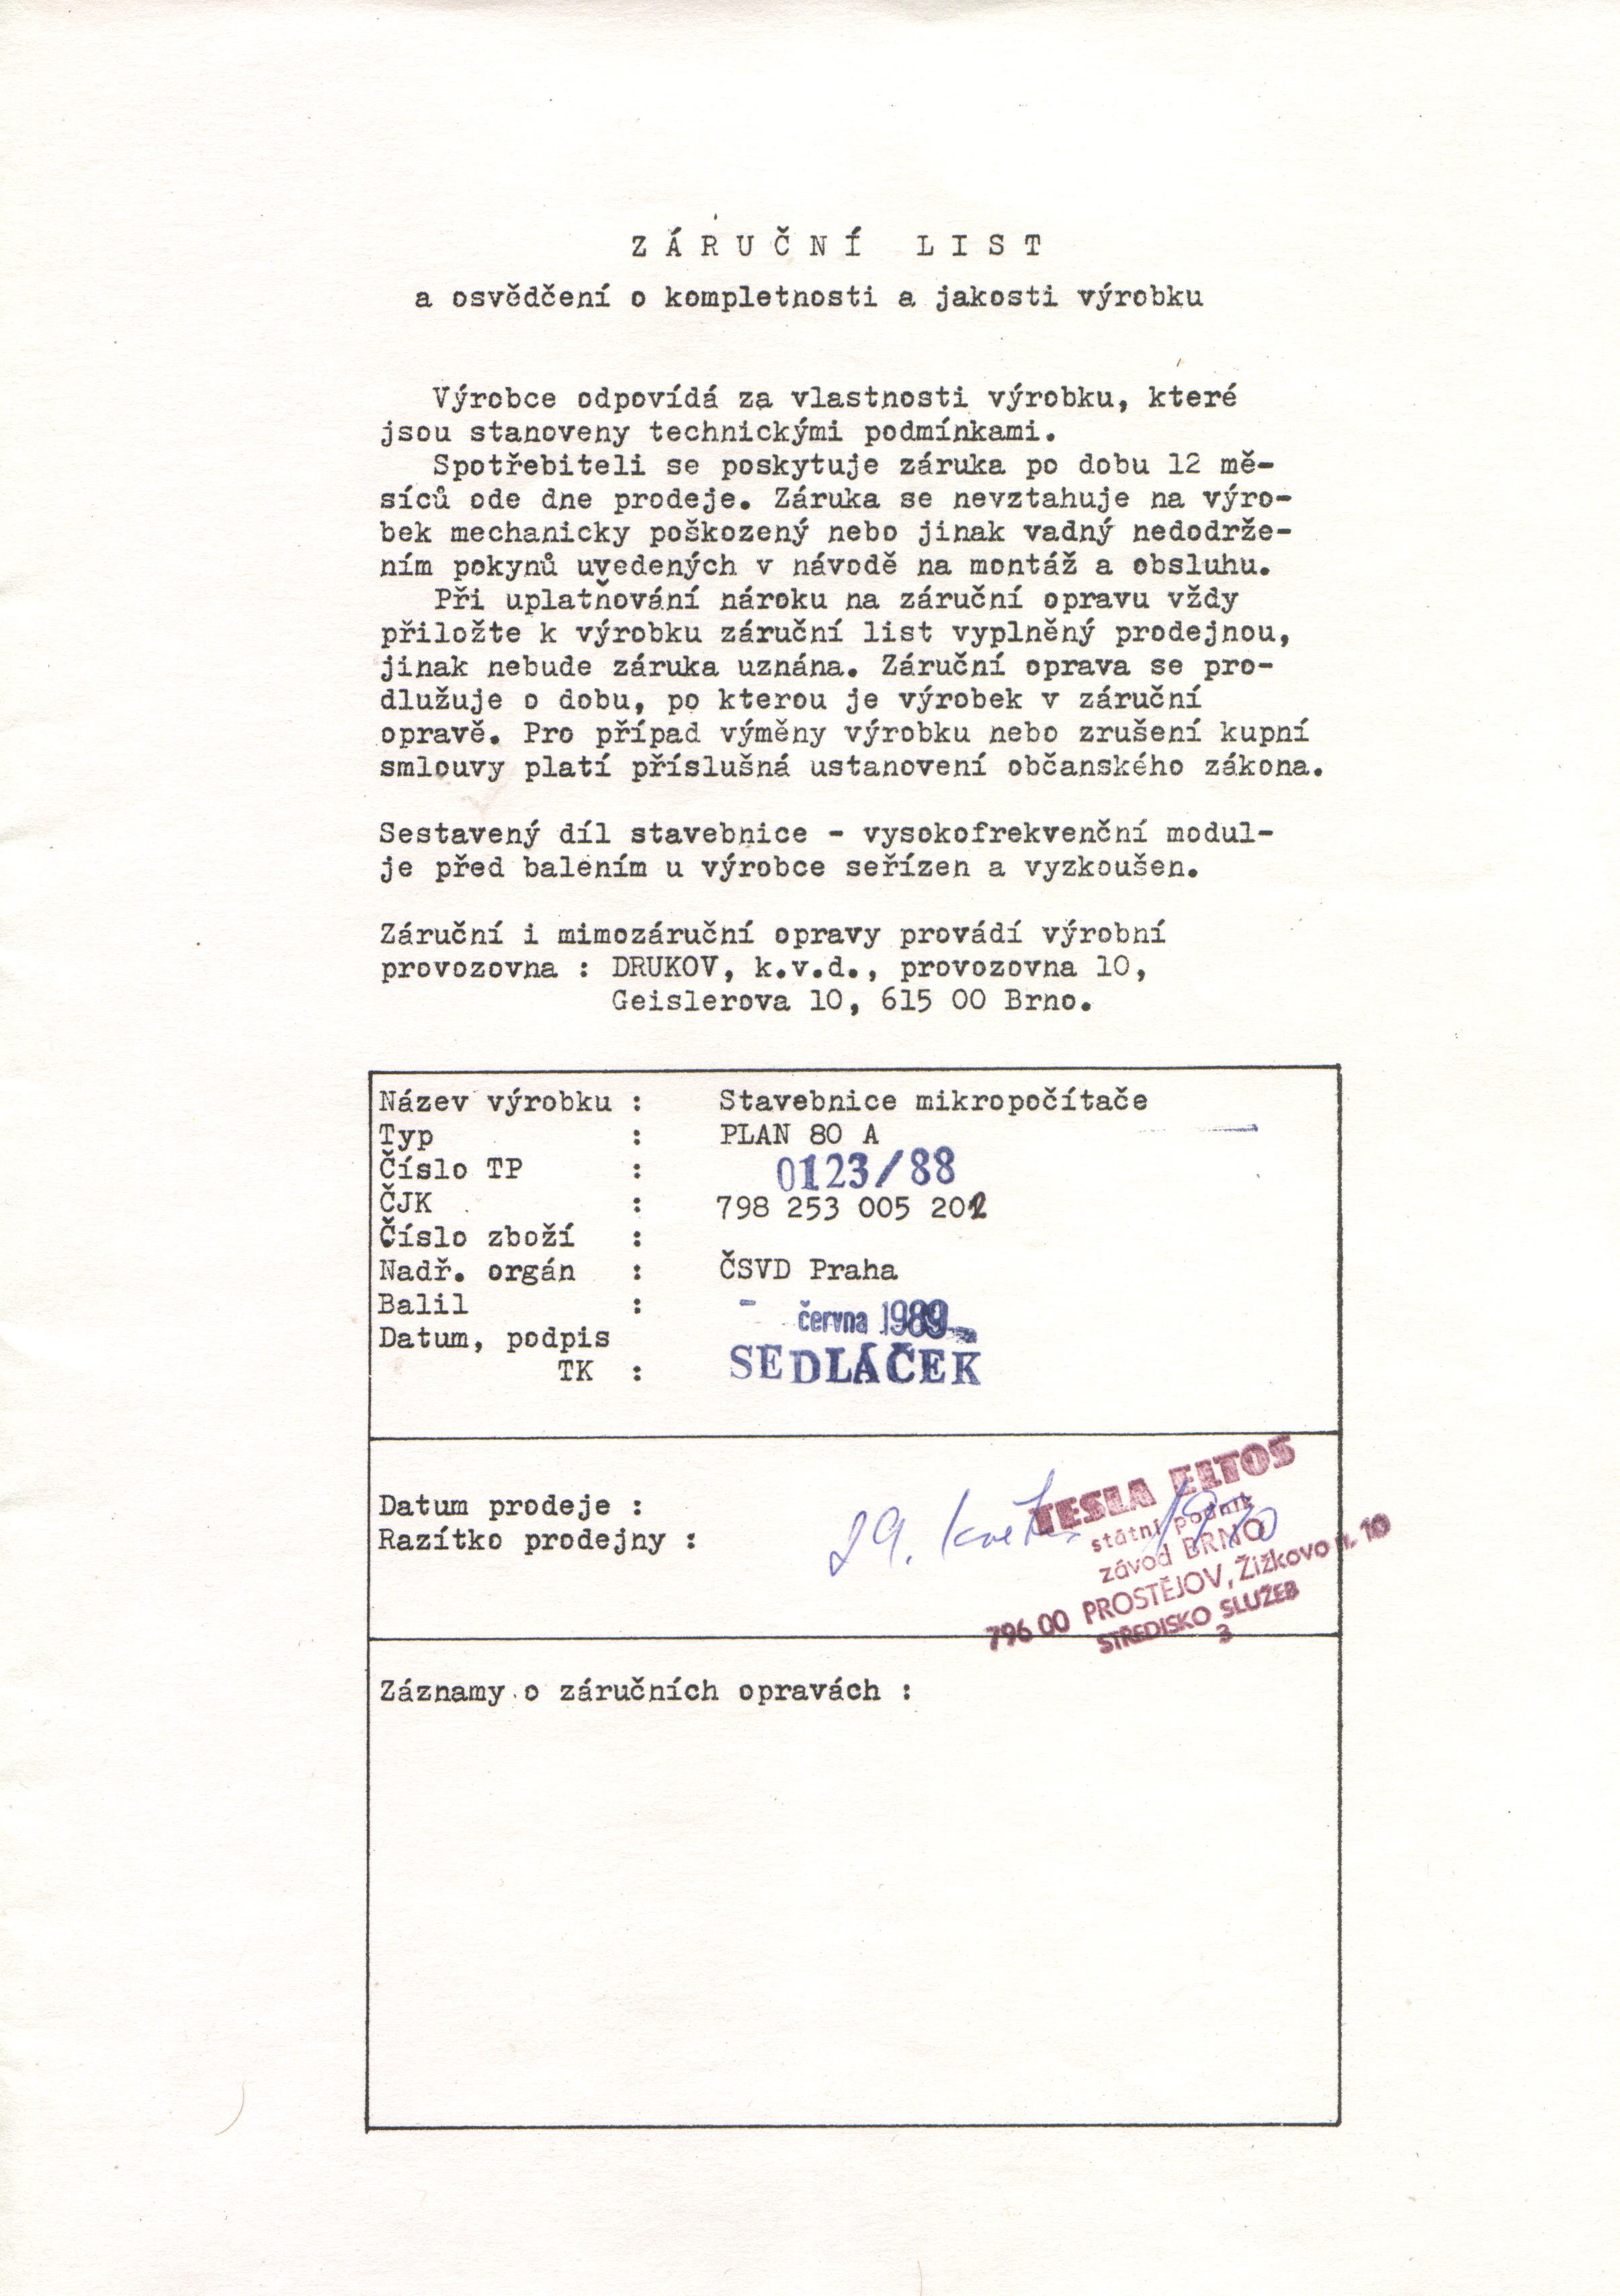 ZÁRUČNÍ LIST
a osvědčení o kompletnosti a jakosti výrobku
Výrobce odpovídá za vlastnosti výrobku, které
jsou stanoveny technickými podmínkami.
Spotřebiteli se poskytuje záruka po dobu 12 mě-
síců ode dne prodeje. Záruka se nevztahuje na výro-
bek mechanicky poškozený nebo jinak vadný nedodrže-
ním pokynů uvedených v návodě na montáž a obsluhu.
Při uplatňování nároku na záruční opravu vždy
přiložte k výrobku záruční list vyplněný prodejnou,
jinak nebude záruka uznána. Záruční oprava se pro-
dlužuje o dobu, po kterou je výrobek v záruční
opravě. Pro případ výměny výrobku nebo zrušení kupní
smlouvy platí příslušná ustanovení občanského zákona.
Sestavený díl stavebnice - vysokofrekvenční modul-
je před balením u výrobce seřízen a vyzkoušen.
Záruční i mimozáruční opravy provádí výrobní
provozovna : DRUKOV, k.v.d., provozovna 10,
Geislerova 10, 615 00 Brno.
Název výrobku : Stavebnice mikropočítače
Typ : PLAN 80 A
Číslo TP : 0123/88
ČJK : 798 253 005 202
Číslo zboží :
Nadř. orgán : ČSVD Praha
Balil : - června 1989
Datum, podpis
TK : SEDLÁČEK
Datum prodeje : 29. května 1990
Razítko prodejny :
TESLA ELTOS
státní podnik
závod BRNO
796 00 PROSTĚJOV, Žižkovo n. 10
STŘEDISKO SLUŽEB
3
Záznamy o záručních opravách :